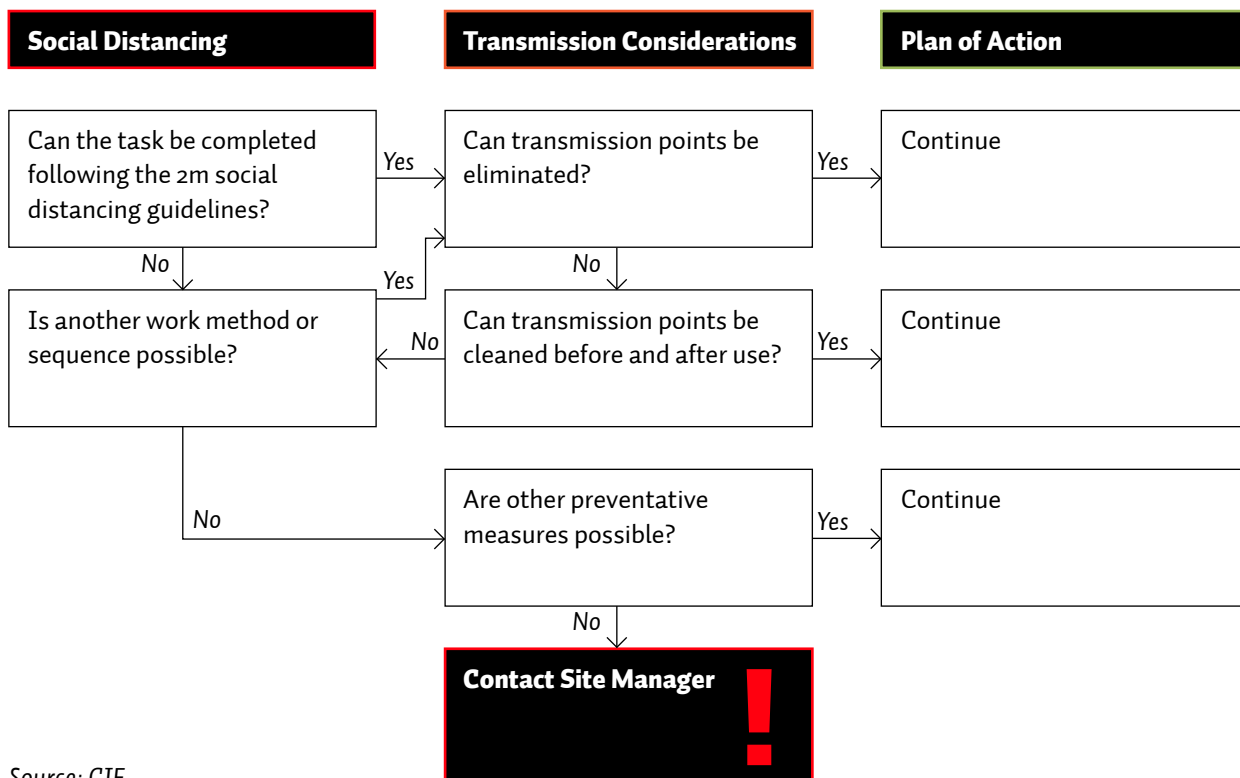 Social Distancing
Transmission Considerations
Plan of Action
Can the task be completed
following the 2m social
distancing guidelines?
Yes
Can transmission points be
eliminated?
Yes
Continue
No
Yes
No
Is another work method or
sequence possible?
No
Can transmission points be
cleaned before and after use?
Yes
Continue
No
Are other preventative
measures possible?
Yes
Continue
No
Contact Site Manager
!
Source: CIF